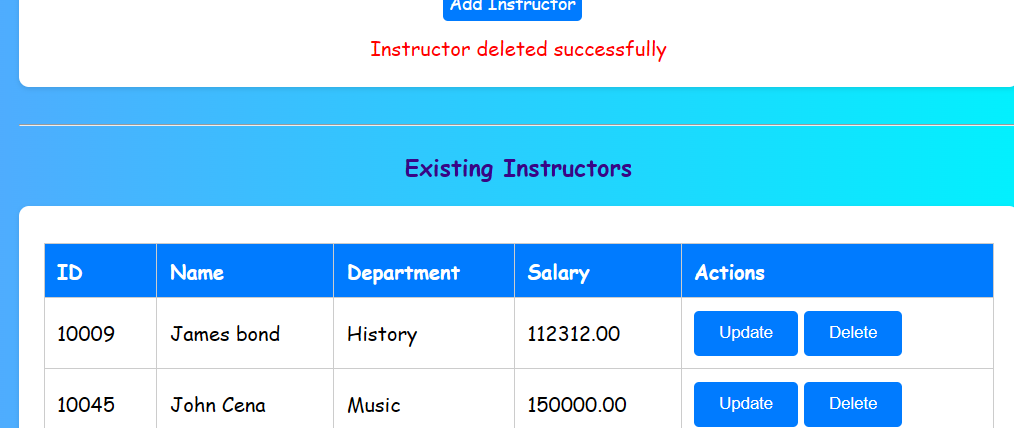 Add Instructor
Instructor deleted successfully
Existing Instructors
ID Name Department Salary Actions
10009 James bond History 112312.00 Update Delete
10045 John Cena Music 150000.00 Update Delete